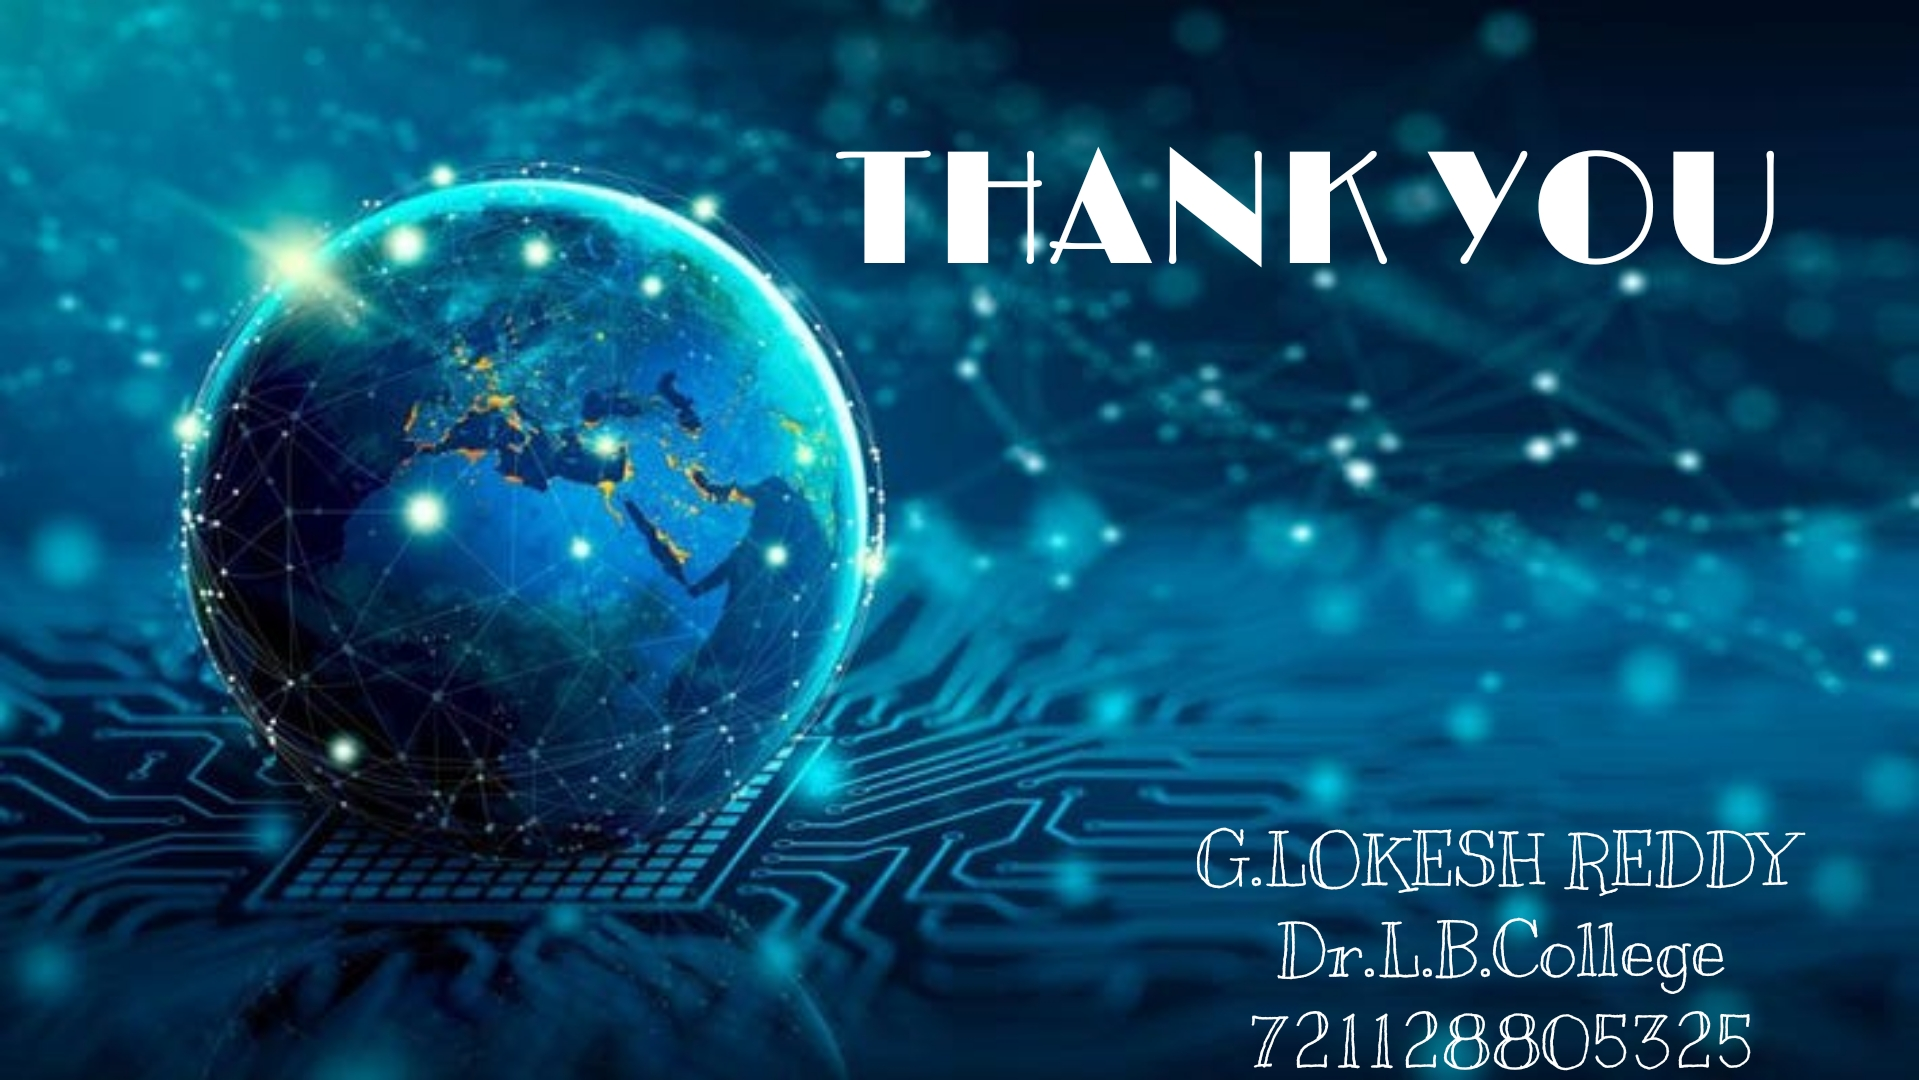 THANK YOU
G.LOKESH REDDY
Dr.L.B.College
721128805325